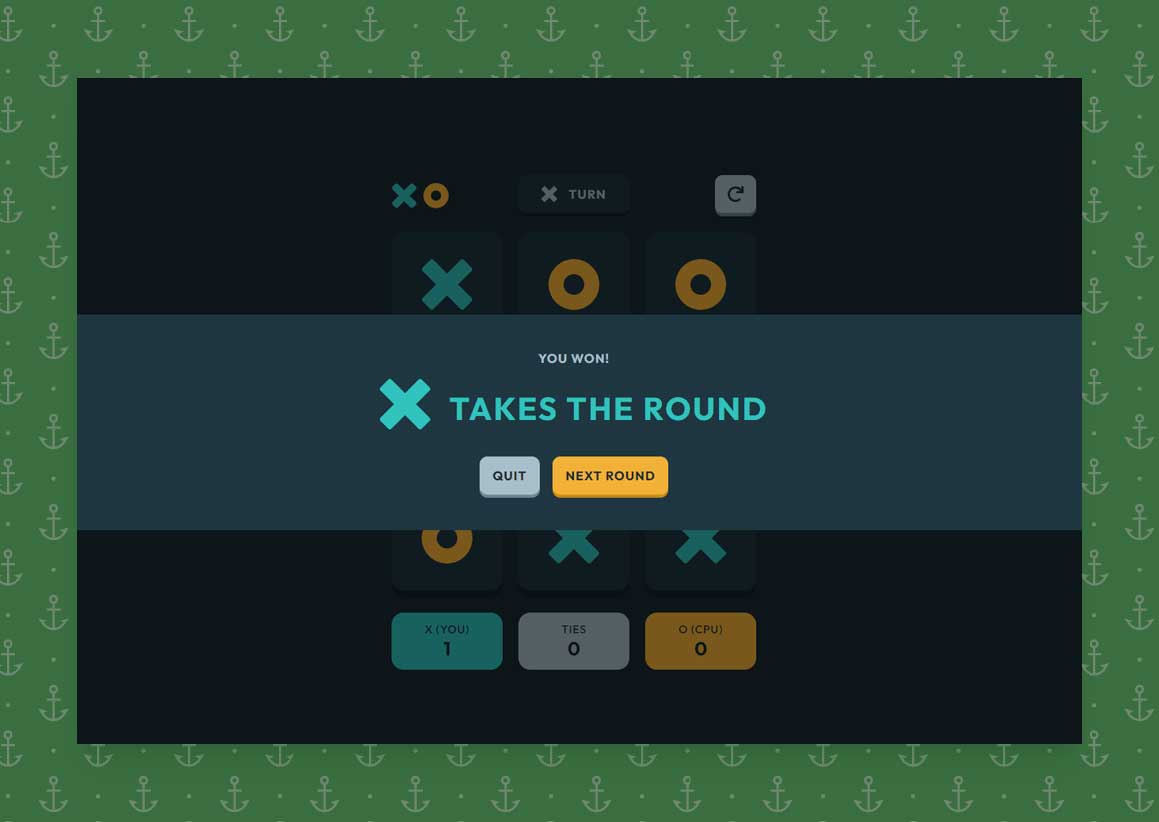 TURN
YOU WON!
TAKES THE ROUND
QUIT
NEXT ROUND
X (YOU)
1
TIES
0
O (CPU)
0